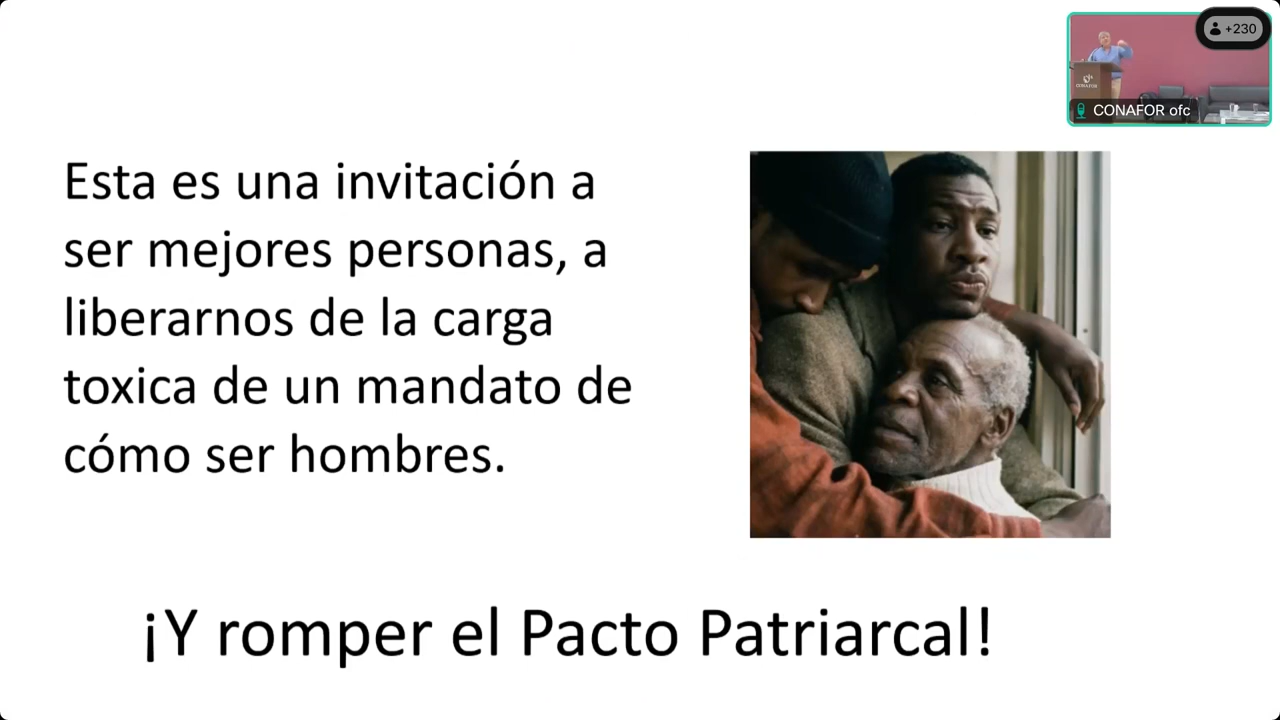 +230
CONAFOR
CONAFOR ofc
Esta es una invitación a
ser mejores personas, a
liberarnos de la carga
toxica de un mandato de
cómo ser hombres.
¡Y romper el Pacto Patriarcal!